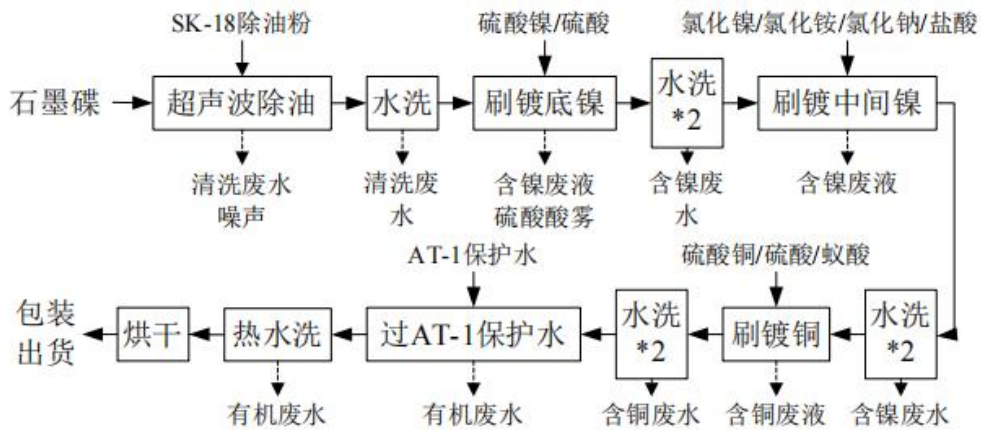 SK-18除油粉
硫酸镍/硫酸
氯化镍/氯化铵/氯化钠/盐酸
石墨碟
超声波除油
水洗
刷镀底镍
水洗
*2
刷镀中间镍
清洗废水
噪声
清洗废
水
含镍废液
硫酸酸雾
含镍废
水
含镍废液
AT-1保护水
硫酸铜/硫酸/蚁酸
包装
出货
烘干
热水洗
过AT-1保护水
水洗
*2
刷镀铜
水洗
*2
有机废水
有机废水
含铜废水
含铜废液
含镍废水